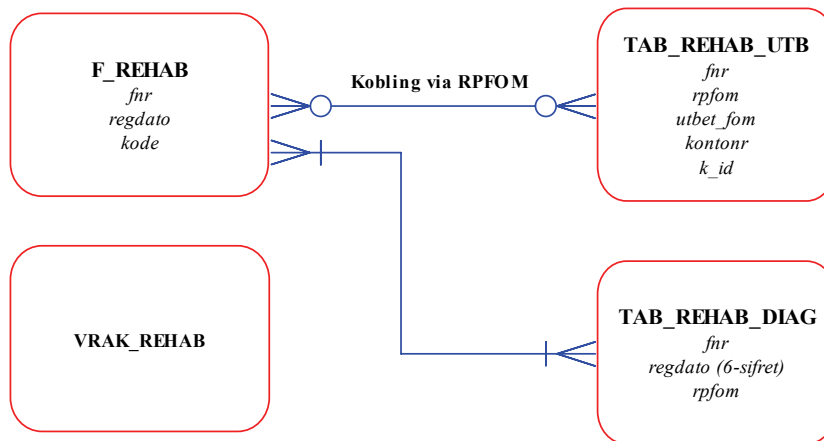 F_REHAB
fnr
regdato
kode
Kobling via RPFOM
TAB_REHAB_UTB
fnr
rpfom
utbet_fom
kontonr
k_id
VRAK_REHAB
TAB_REHAB_DIAG
fnr
regdato (6-sifret)
rpfom